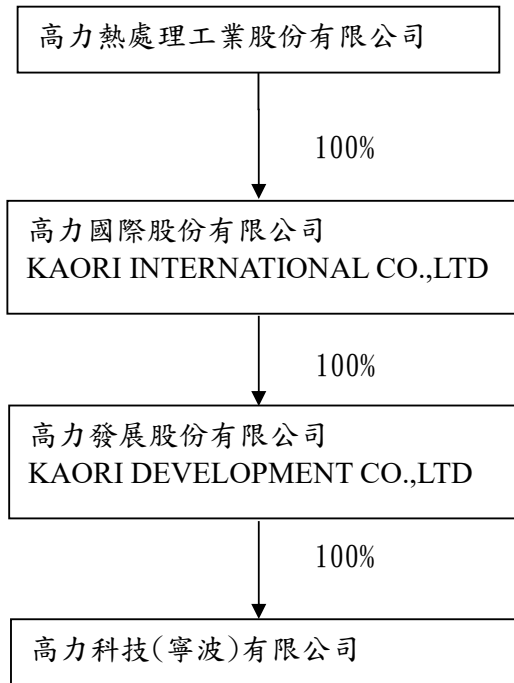 高力熱處理工業股份有限公司
100%
高力國際股份有限公司
KAORI INTERNATIONAL CO.,LTD
100%
高力發展股份有限公司
KAORI DEVELOPMENT CO.,LTD
100%
高力科技(寧波)有限公司